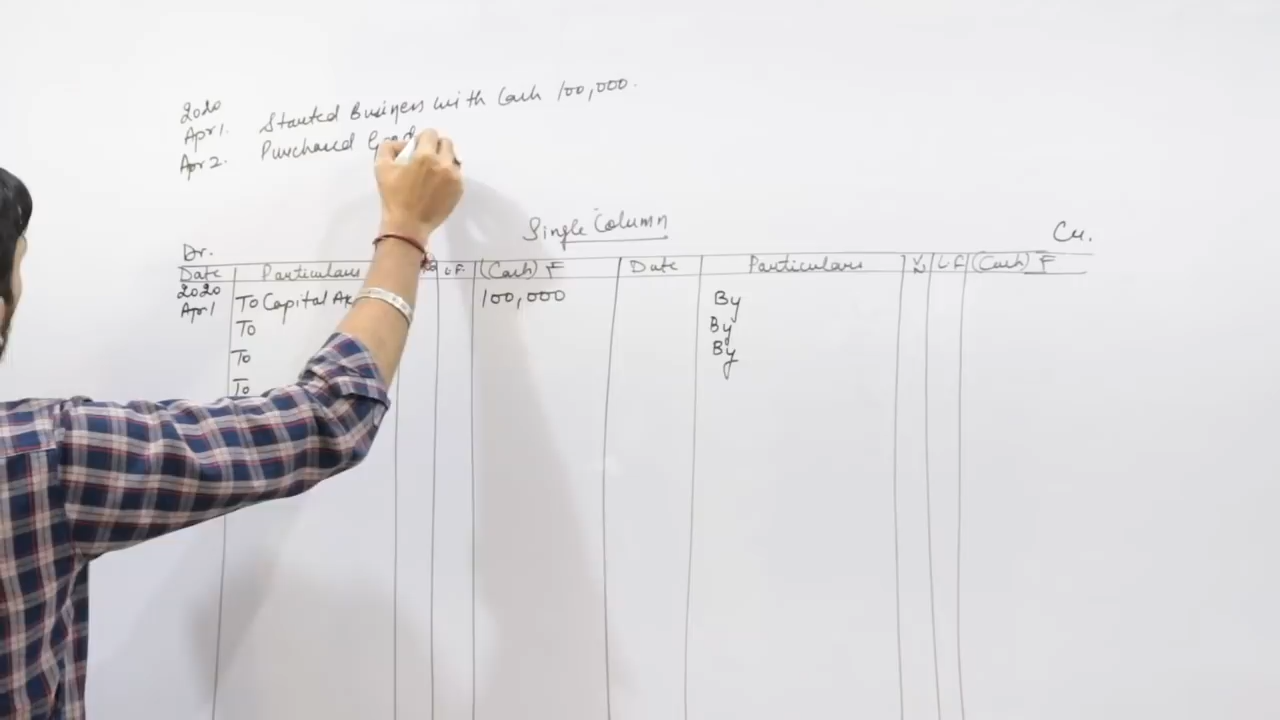 2020
Apr 1. Started Business with Cash 100,000.
Apr 2. Purchased Good
Single Column
Dr. Cr.
Date Particulars L.F. (Cash) ₹ Date Particulars V. L.F (Cash) ₹
2020
Apr 1 To Capital A/c 100,000 By
To By
To By
To